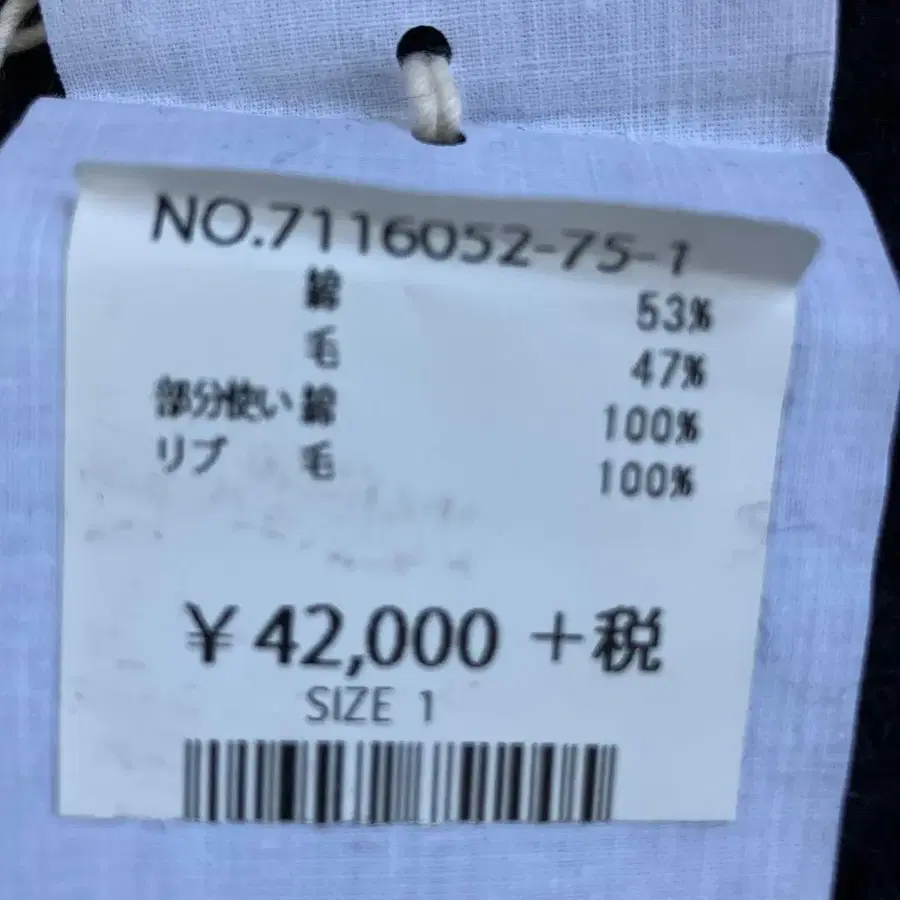 NO.7116052-75-1
綿 53%
毛 47%
部分使い 綿 100%
リブ 毛 100%
¥42,000 +税
SIZE 1